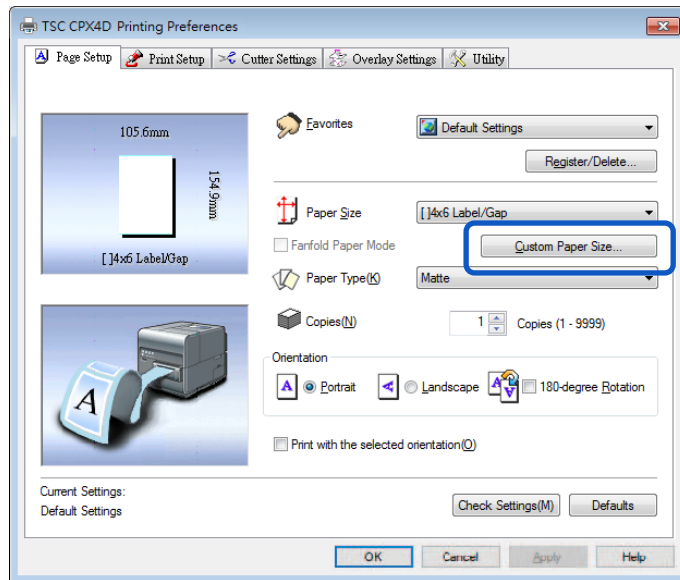 TSC CPX4D Printing Preferences
Page Setup Print Setup Cutter Settings Overlay Settings Utility
105.6mm
154.9mm
[ ]4x6 Label/Gap
Favorites
Default Settings
Register/Delete...
Paper Size
[ ]4x6 Label/Gap
Fanfold Paper Mode
Custom Paper Size...
Paper Type(K)
Matte
Copies(N)
1
Copies (1 - 9999)
Orientation
A Portrait A Landscape A A 180-degree Rotation
A
Print with the selected orientation(O)
Current Settings:
Default Settings
Check Settings(M) Defaults
OK Cancel Apply Help